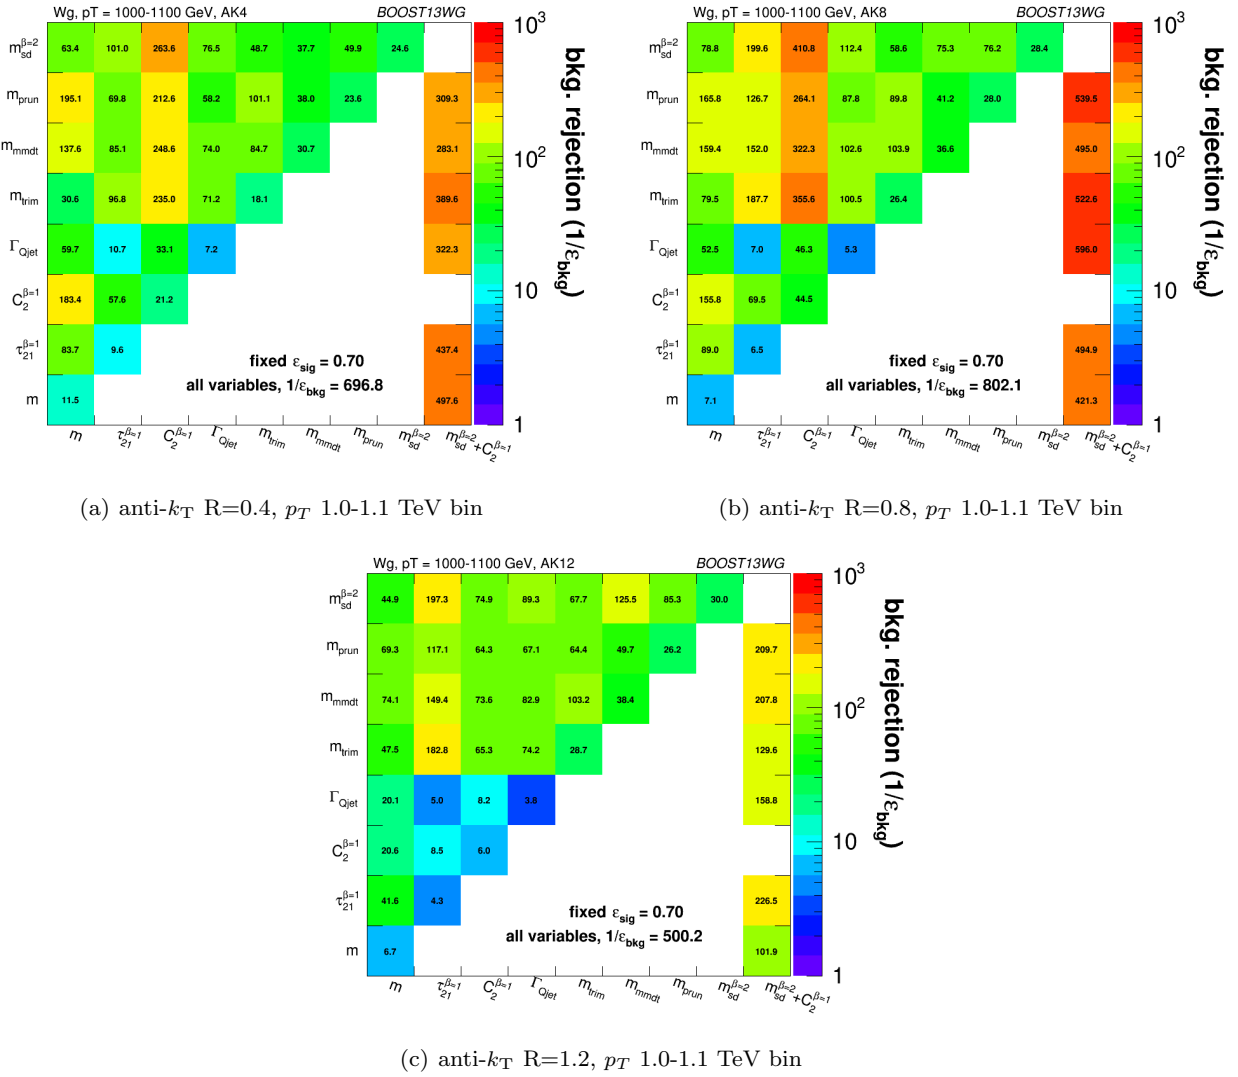 Wg, pT = 1000-1100 GeV, AK4 BOOST13WG
m_sd^β=2 63.4 101.0 263.6 76.5 48.7 37.7 49.9 24.6
m_prun 195.1 69.8 212.6 58.2 101.1 38.0 23.6 309.3
m_mmdt 137.6 85.1 248.6 74.0 84.7 30.7 283.1
m_trim 30.6 96.8 235.0 71.2 18.1 389.6
Γ_Qjet 59.7 10.7 33.1 7.2 322.3
C_2^β=1 183.4 57.6 21.2
τ_21^β=1 83.7 9.6 437.4
m 11.5 497.6
fixed ε_sig = 0.70
all variables, 1/ε_bkg = 696.8
m τ_21^β=1 C_2^β=1 Γ_Qjet m_trim m_mmdt m_prun m_sd^β=2 m_sd^β=2+C_2^β=1
10^3
10^2
10
1
bkg. rejection (1/ε_bkg)
(a) anti-k_T R=0.4, p_T 1.0-1.1 TeV bin
Wg, pT = 1000-1100 GeV, AK8 BOOST13WG
m_sd^β=2 78.8 199.6 410.8 112.4 58.6 75.3 76.2 28.4
m_prun 165.8 126.7 264.1 87.8 89.8 41.2 28.0 539.5
m_mmdt 159.4 152.0 322.3 102.6 103.9 36.6 495.0
m_trim 79.5 187.7 355.6 100.5 26.4 522.6
Γ_Qjet 52.5 7.0 46.3 5.3 596.0
C_2^β=1 155.8 69.5 44.5
τ_21^β=1 89.0 6.5 494.9
m 7.1 421.3
fixed ε_sig = 0.70
all variables, 1/ε_bkg = 802.1
m τ_21^β=1 C_2^β=1 Γ_Qjet m_trim m_mmdt m_prun m_sd^β=2 m_sd^β=2+C_2^β=1
10^3
10^2
10
1
bkg. rejection (1/ε_bkg)
(b) anti-k_T R=0.8, p_T 1.0-1.1 TeV bin
Wg, pT = 1000-1100 GeV, AK12 BOOST13WG
m_sd^β=2 44.9 197.3 74.9 89.3 67.7 125.5 85.3 30.0
m_prun 69.3 117.1 64.3 67.1 64.4 49.7 26.2 209.7
m_mmdt 74.1 149.4 73.6 82.9 103.2 38.4 207.8
m_trim 47.5 182.8 65.3 74.2 28.7 129.6
Γ_Qjet 20.1 5.0 8.2 3.8 158.8
C_2^β=1 20.6 8.5 6.0
τ_21^β=1 41.6 4.3 226.5
m 6.7 101.9
fixed ε_sig = 0.70
all variables, 1/ε_bkg = 500.2
m τ_21^β=1 C_2^β=1 Γ_Qjet m_trim m_mmdt m_prun m_sd^β=2 m_sd^β=2+C_2^β=1
10^3
10^2
10
1
bkg. rejection (1/ε_bkg)
(c) anti-k_T R=1.2, p_T 1.0-1.1 TeV bin